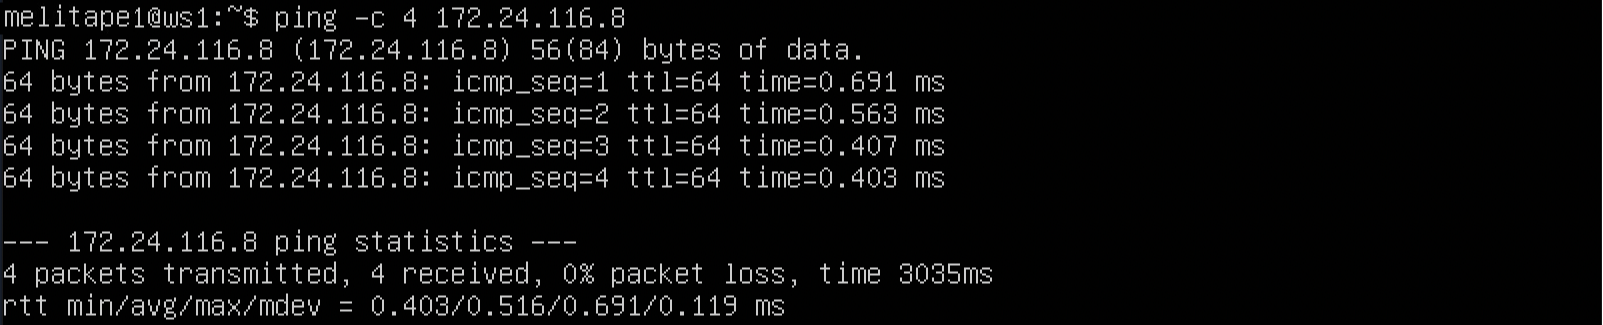 melitape1@ws1:~$ ping -c 4 172.24.116.8
PING 172.24.116.8 (172.24.116.8) 56(84) bytes of data.
64 bytes from 172.24.116.8: icmp_seq=1 ttl=64 time=0.691 ms
64 bytes from 172.24.116.8: icmp_seq=2 ttl=64 time=0.563 ms
64 bytes from 172.24.116.8: icmp_seq=3 ttl=64 time=0.407 ms
64 bytes from 172.24.116.8: icmp_seq=4 ttl=64 time=0.403 ms
--- 172.24.116.8 ping statistics ---
4 packets transmitted, 4 received, 0% packet loss, time 3035ms
rtt min/avg/max/mdev = 0.403/0.516/0.691/0.119 ms